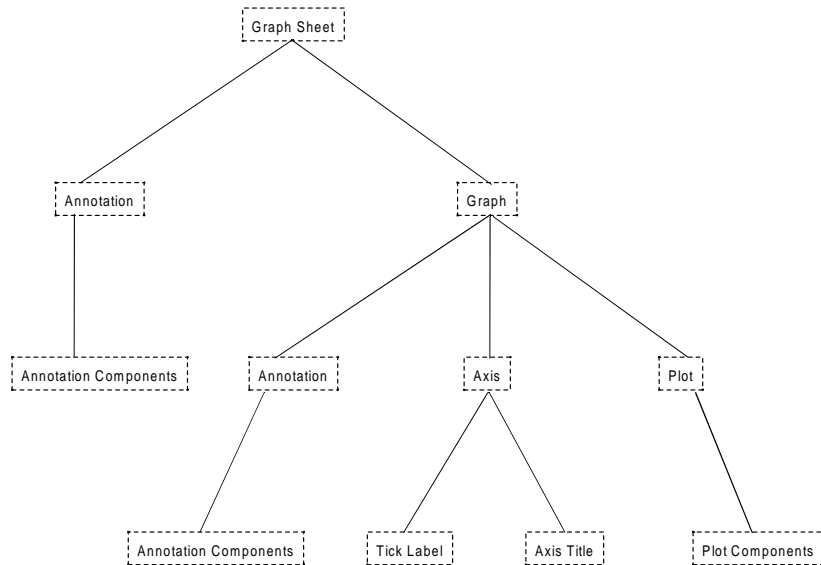 Graph Sheet
Annotation
Graph
Annotation Components
Annotation
Axis
Plot
Annotation Components
Tick Label
Axis Title
Plot Components